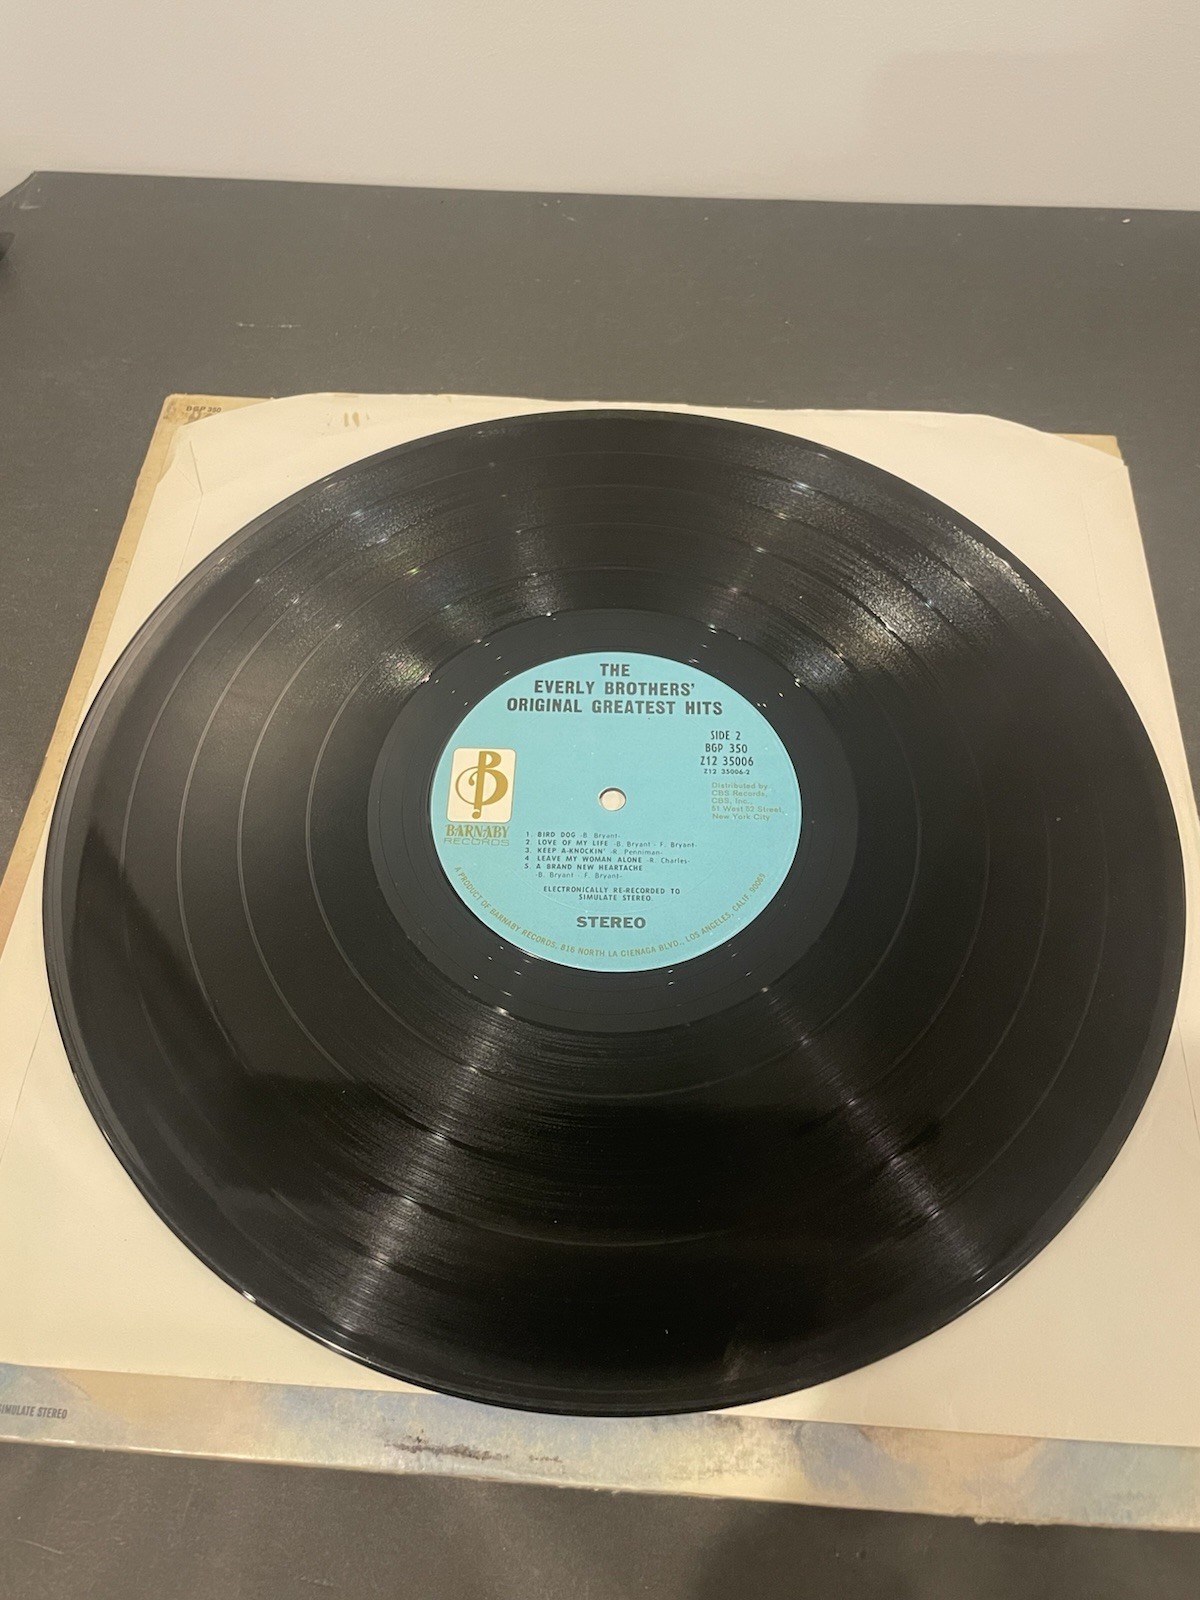 BGP 350
THE
EVERLY BROTHERS'
ORIGINAL GREATEST HITS
SIDE 2
BGP 350
Z12 35006
Z12 35006-2
Distributed by
CBS Records,
CBS, Inc.,
51 West 52 Street,
New York City
B
BARNABY
RECORDS
1. BIRD DOG -B. Bryant-
2. LOVE OF MY LIFE -B. Bryant - F. Bryant-
3. KEEP A-KNOCKIN' -R. Penniman-
4. LEAVE MY WOMAN ALONE -R. Charles-
5. A BRAND NEW HEARTACHE
-B. Bryant - F. Bryant-
ELECTRONICALLY RE-RECORDED TO
SIMULATE STEREO.
STEREO
A PRODUCT OF BARNABY RECORDS, 816 NORTH LA CIENAGA BLVD., LOS ANGELES, CALIF. 90069
SIMULATE STEREO